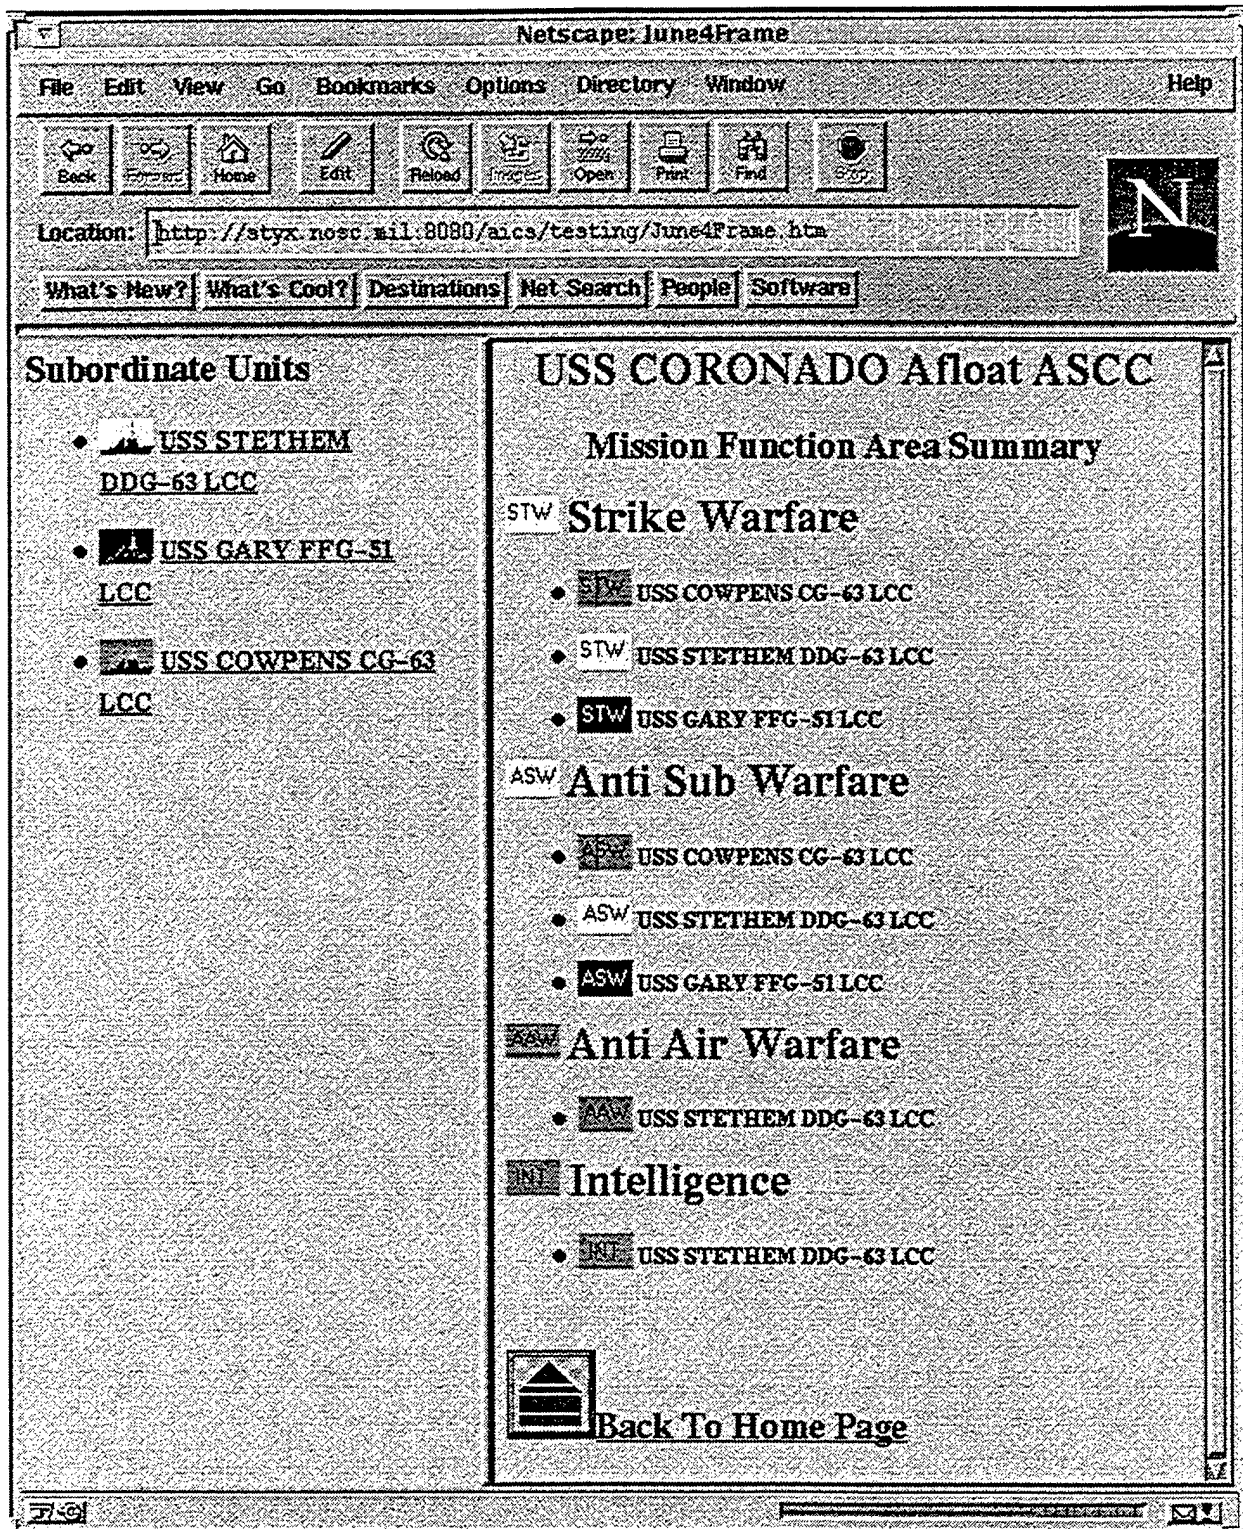 Netscape: June4Frame
File Edit View Go Bookmarks Options Directory Window Help
Back Forward Home Edit Reload Images Open Print Find Stop
N
Location: http://styx.nosc.mil:8080/aics/testing/June4Frame.htm
What's New? What's Cool? Destinations Net Search People Software
Subordinate Units
USS STETHEM
DDG-63 LCC
USS GARY FFG-51
LCC
USS COWPENS CG-63
LCC
USS CORONADO Afloat ASCC
Mission Function Area Summary
STW Strike Warfare
STW USS COWPENS CG-63 LCC
STW USS STETHEM DDG-63 LCC
STW USS GARY FFG-51 LCC
ASW Anti Sub Warfare
ASW USS COWPENS CG-63 LCC
ASW USS STETHEM DDG-63 LCC
ASW USS GARY FFG-51 LCC
AAW Anti Air Warfare
AAW USS STETHEM DDG-63 LCC
INT Intelligence
INT USS STETHEM DDG-63 LCC
Back To Home Page